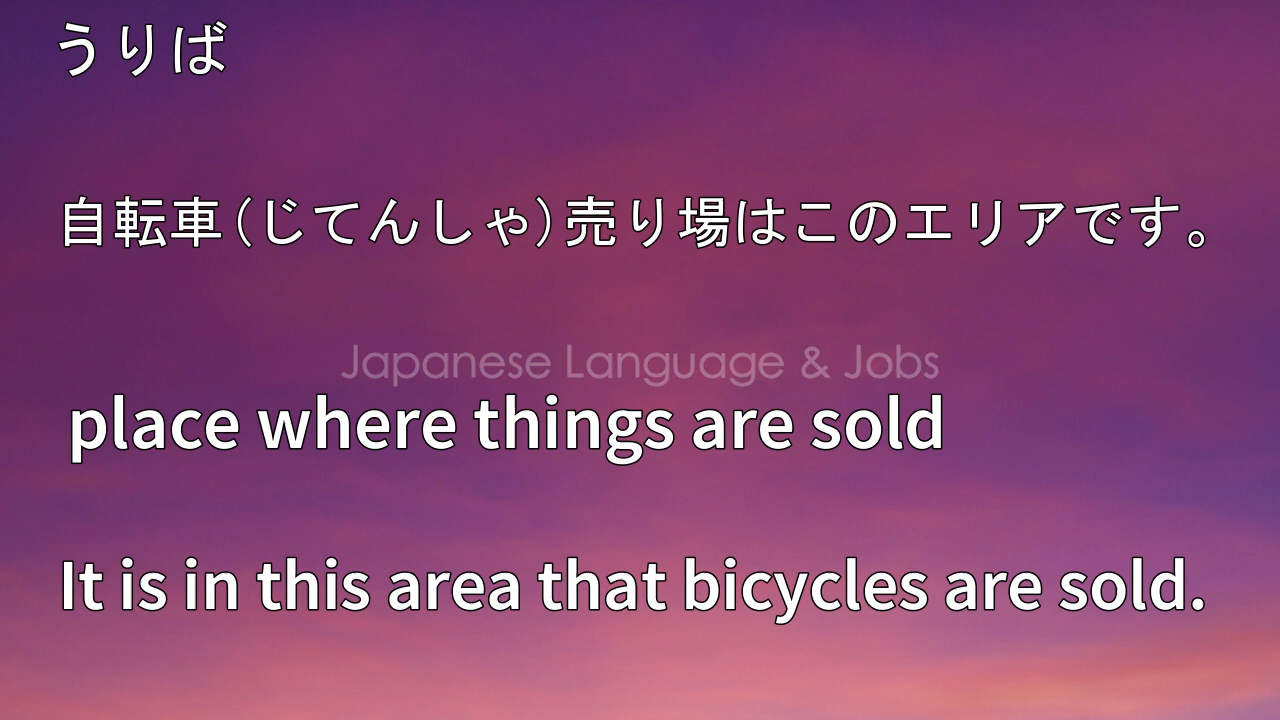 うりば
自転車(じてんしゃ)売り場はこのエリアです。
Japanese Language & Jobs
place where things are sold
It is in this area that bicycles are sold.